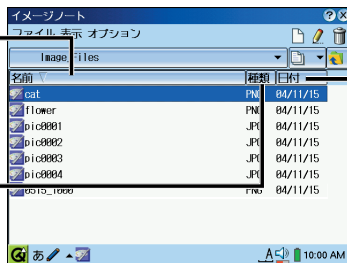 イメージノート
ファイル 表示 オプション
Image_Files
名前 種類 日付
cat PNG 04/11/15
flower PNG 04/11/15
pic0001 JPG 04/11/15
pic0002 JPG 04/11/15
pic0003 JPG 04/11/15
pic0004 JPG 04/11/15
0515_1000 PNG 04/11/15
あ A 10:00 AM